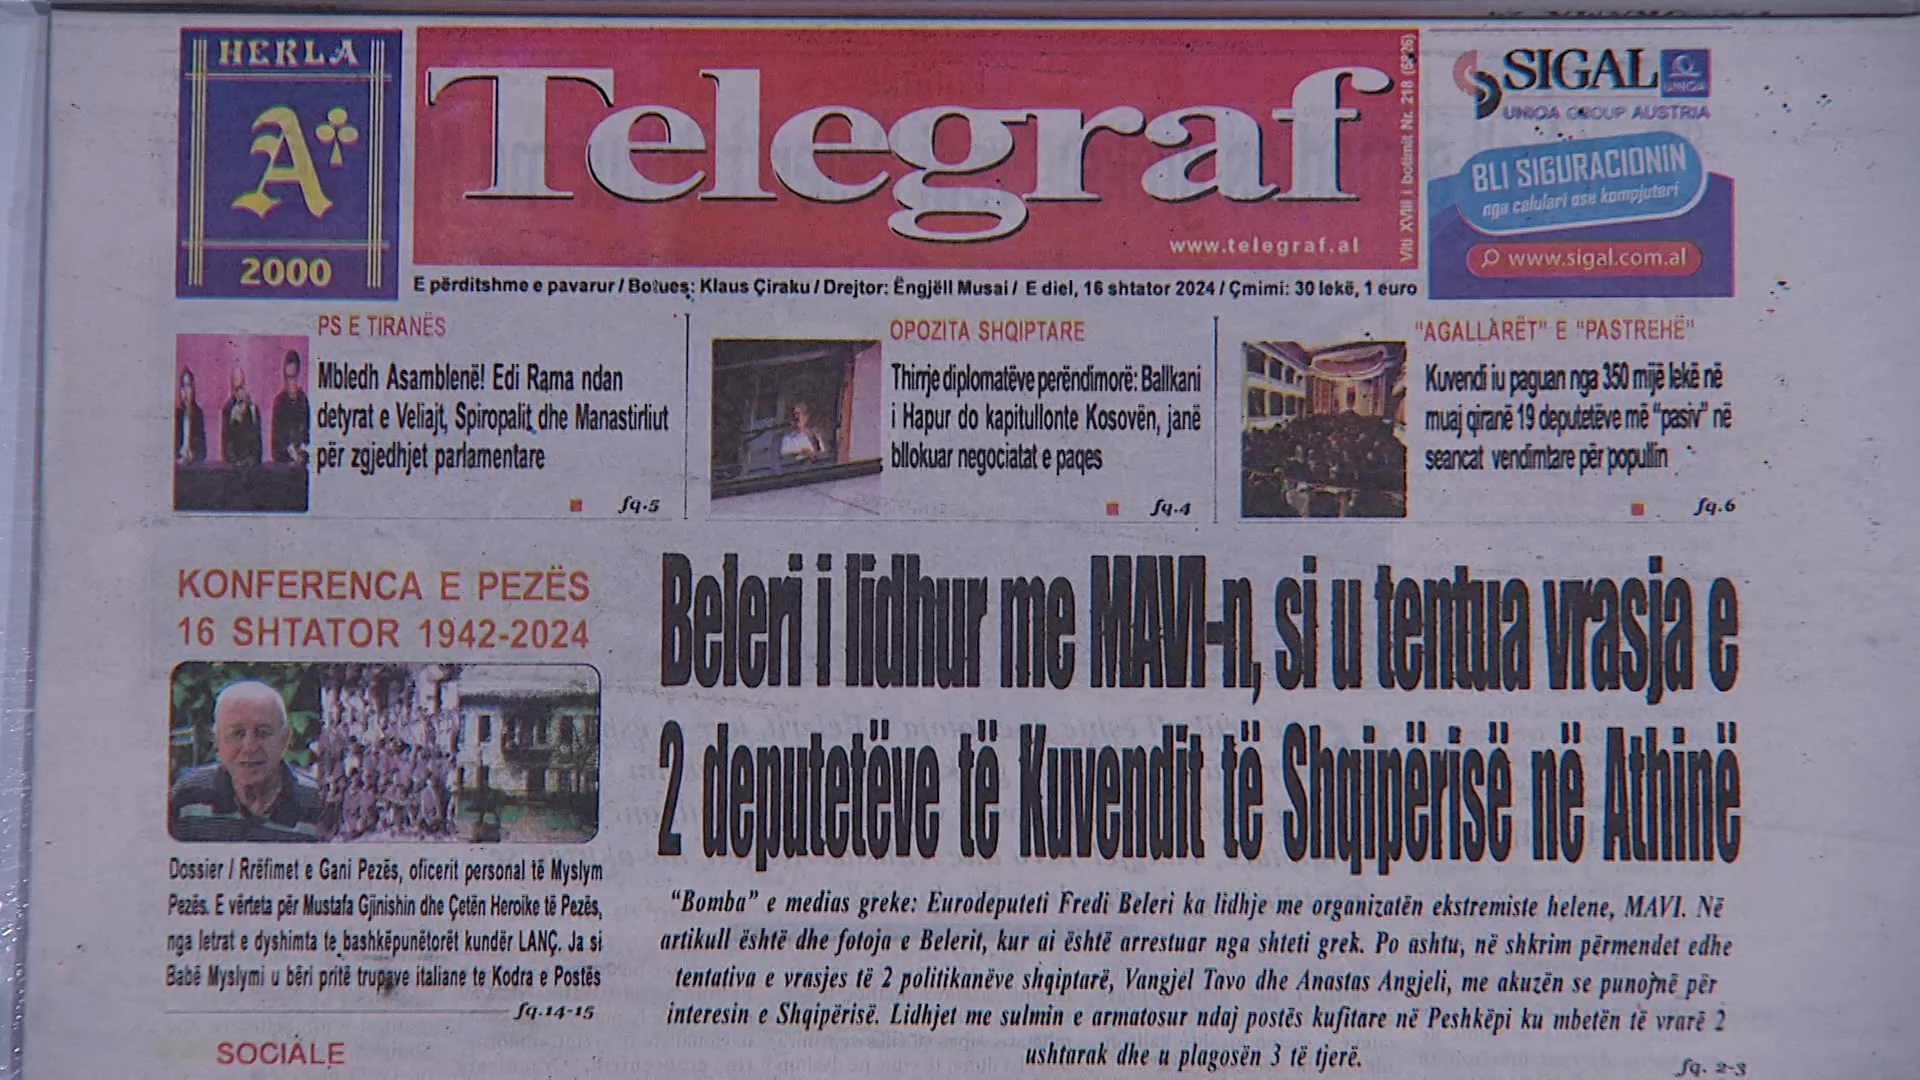 HEKLA
A+
2000
Telegraf
www.telegraf.al
Viti XVIII i botimit Nr. 218
SIGAL
UNIQA
UNIQA GROUP AUSTRIA
BLI SIGURACIONIN
nga celulari ose kompjuteri
www.sigal.com.al
E përditshme e pavarur / Botues: Klaus Çiraku / Drejtor: Ëngjëll Musai / E diel, 16 shtator 2024 / Çmimi: 30 lekë, 1 euro
PS E TIRANËS
Mbledh Asamblenë! Edi Rama ndan
detyrat e Veliajt, Spiropalit dhe Manastirliut
për zgjedhjet parlamentare
fq.5
OPOZITA SHQIPTARE
Thirrje diplomatëve perëndimorë: Ballkani
i Hapur do kapitullonte Kosovën, janë
bllokuar negociatat e paqes
fq.4
"AGALLARËT" E "PASTREHË"
Kuvendi iu paguan nga 350 mijë lekë në
muaj qiranë 19 deputetëve më "pasiv" në
seancat vendimtare për popullin
fq.6
KONFERENCA E PEZËS
16 SHTATOR 1942-2024
Dossier / Rrëfimet e Gani Pezës, oficerit personal të Myslym
Pezës. E vërteta për Mustafa Gjinishin dhe Çetën Heroike të Pezës,
nga letrat e dyshimta te bashkëpunëtorët kundër LANÇ. Ja si
Babë Myslymi u bëri pritë trupave italiane te Kodra e Postës
fq.14-15
SOCIALE
Beleri i lidhur me MAVI-n, si u tentua vrasja e
2 deputetëve të Kuvendit të Shqipërisë në Athinë
"Bomba" e medias greke: Eurodeputeti Fredi Beleri ka lidhje me organizatën ekstremiste helene, MAVI. Në
artikull është dhe fotoja e Belerit, kur ai është arrestuar nga shteti grek. Po ashtu, në shkrim përmendet edhe
tentativa e vrasjes të 2 politikanëve shqiptarë, Vangjel Tavo dhe Anastas Angjeli, me akuzën se punojnë për
interesin e Shqipërisë. Lidhjet me sulmin e armatosur ndaj postës kufitare në Peshkëpi ku mbetën të vrarë 2
ushtarak dhe u plagosën 3 të tjerë.
fq. 2-3